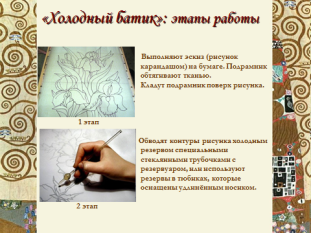 «Холодный батик»: этапы работы
Выполняют эскиз (рисунок
карандашом) на бумаге. Подрамник
обтягивают тканью.
Кладут подрамник поверх рисунка.
1 этап
Обводят контуры рисунка холодным
резервом специальными
стеклянными трубочками с
резервуаром, или используют
резервы в тюбиках, которые
оснащены удлинённым носиком.
2 этап